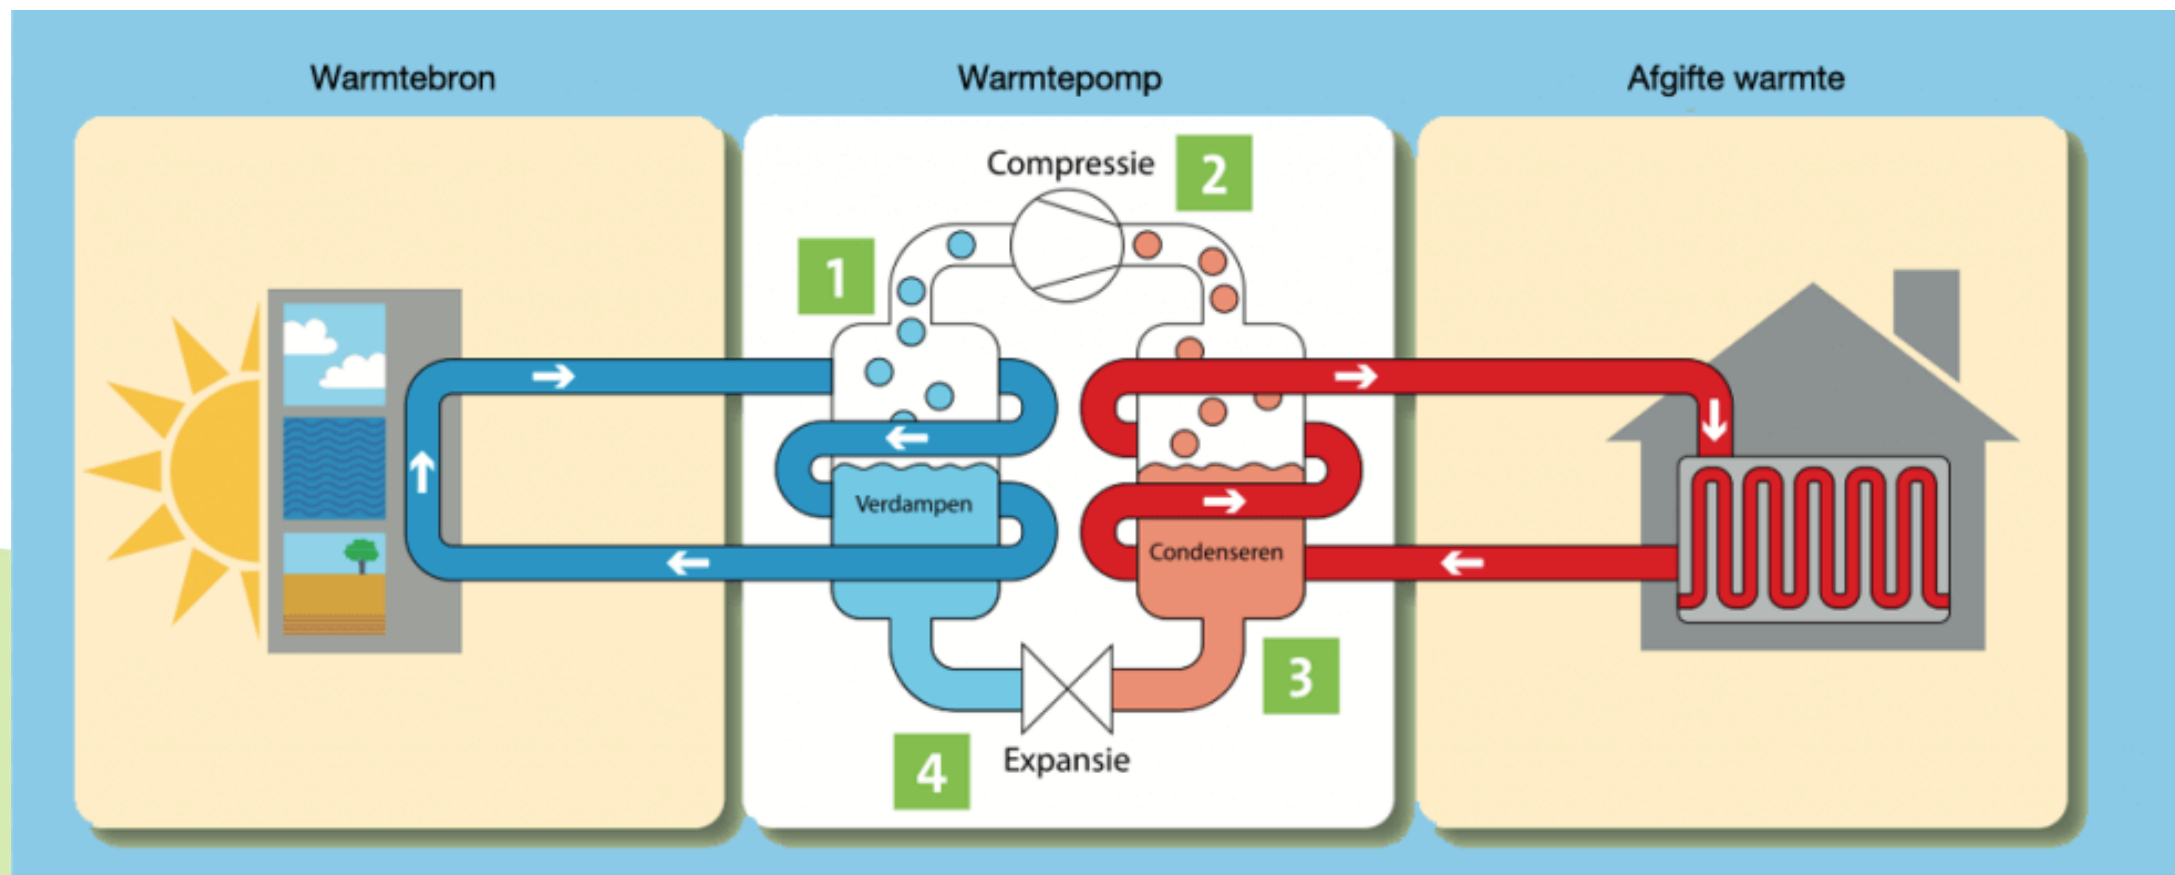 Warmtebron
Warmtepomp
Afgifte warmte
Compressie
2
1
Verdampen
Condenseren
3
4
Expansie